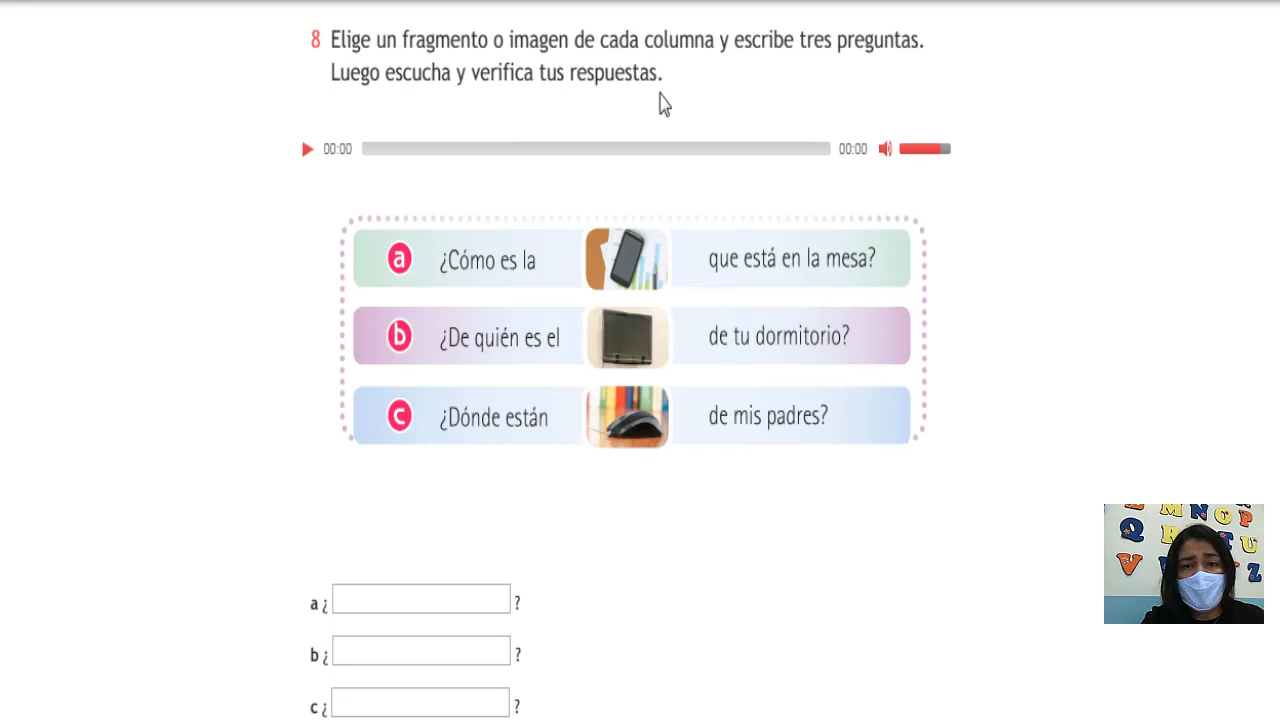 8 Elige un fragmento o imagen de cada columna y escribe tres preguntas.
Luego escucha y verifica tus respuestas.
00:00 00:00
a ¿Cómo es la que está en la mesa?
b ¿De quién es el de tu dormitorio?
c ¿Dónde están de mis padres?
a ¿ ?
b ¿ ?
c ¿ ?
M N O P
Q R T U
V Z